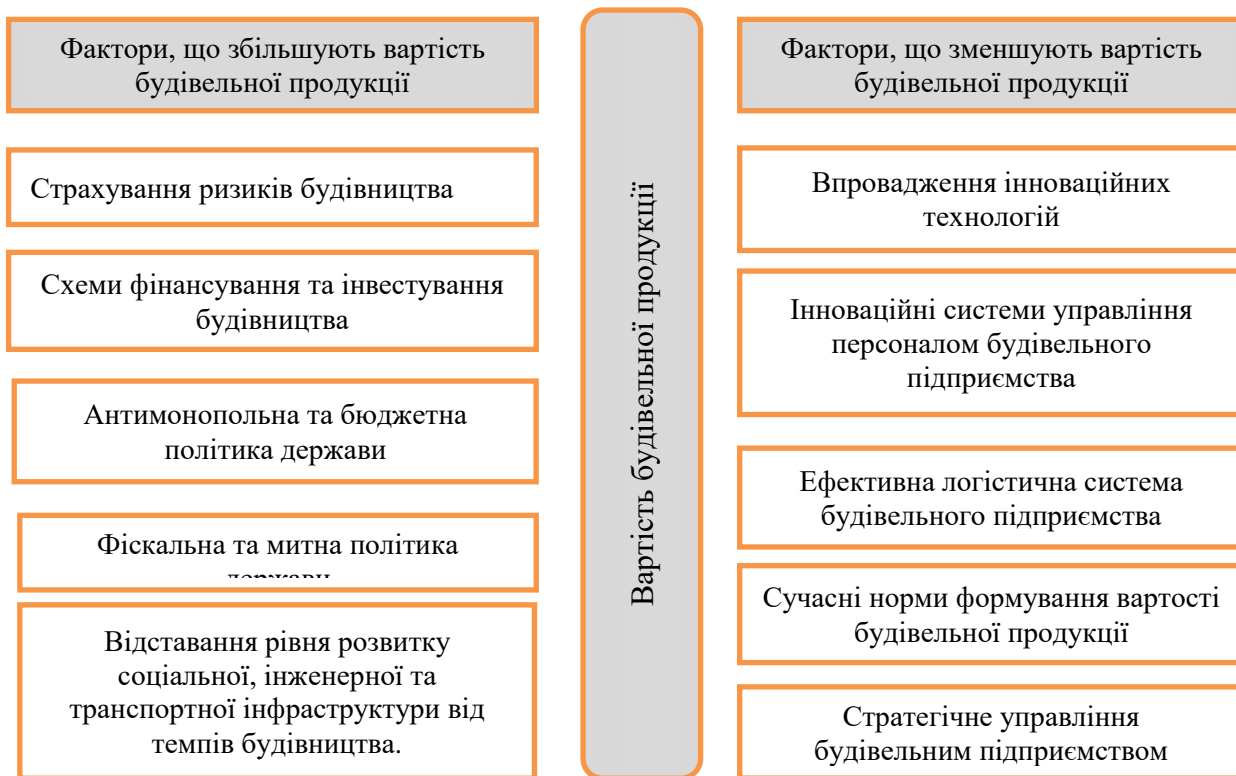 Фактори, що збільшують вартість
будівельної продукції
Страхування ризиків будівництва
Схеми фінансування та інвестування
будівництва
Антимонопольна та бюджетна
політика держави
Фіскальна та митна політика
держави
Відставання рівня розвитку
соціальної, інженерної та
транспортної інфраструктури від
темпів будівництва.
Вартість будівельної продукції
Фактори, що зменшують вартість
будівельної продукції
Впровадження інноваційних
технологій
Інноваційні системи управління
персоналом будівельного
підприємства
Ефективна логістична система
будівельного підприємства
Сучасні норми формування вартості
будівельної продукції
Стратегічне управління
будівельним підприємством